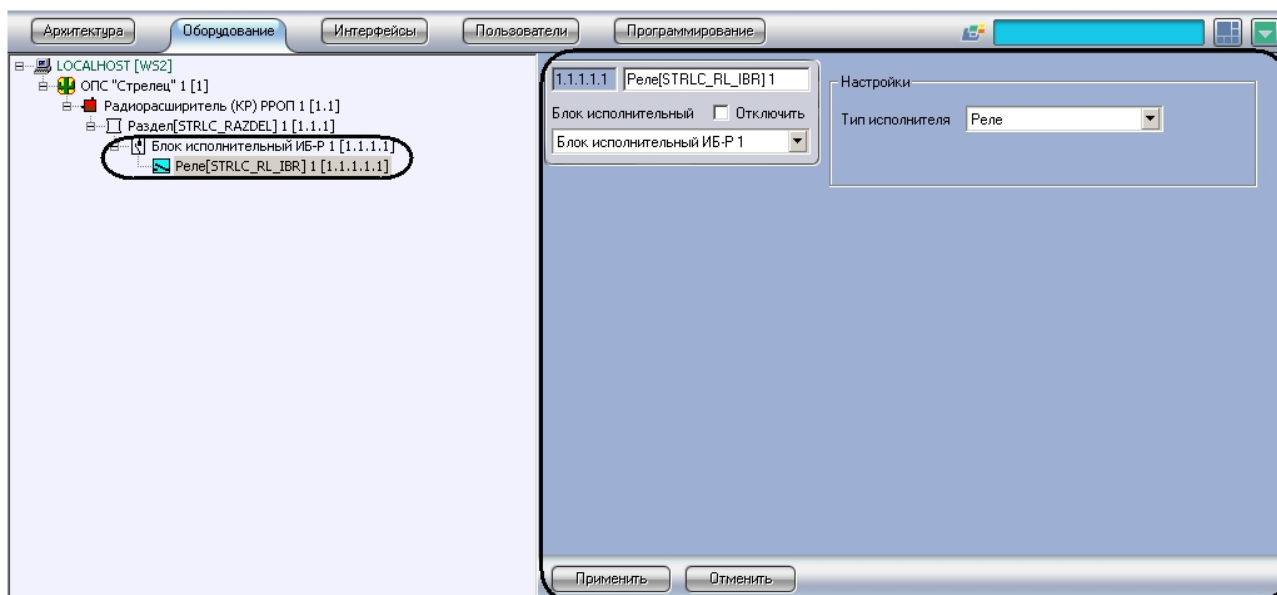 Архитектура Оборудование Интерфейсы Пользователи Программирование
LOCALHOST [WS2]
ОПС "Стрелец" 1 [1]
Радиорасширитель (КР) РРОП 1 [1.1]
Раздел[STRLC_RAZDEL] 1 [1.1.1]
Блок исполнительный ИБ-Р 1 [1.1.1.1]
Реле[STRLC_RL_IBR] 1 [1.1.1.1.1]
1.1.1.1.1 Реле[STRLC_RL_IBR] 1
Блок исполнительный Отключить
Блок исполнительный ИБ-Р 1
Настройки
Тип исполнителя Реле
Применить Отменить